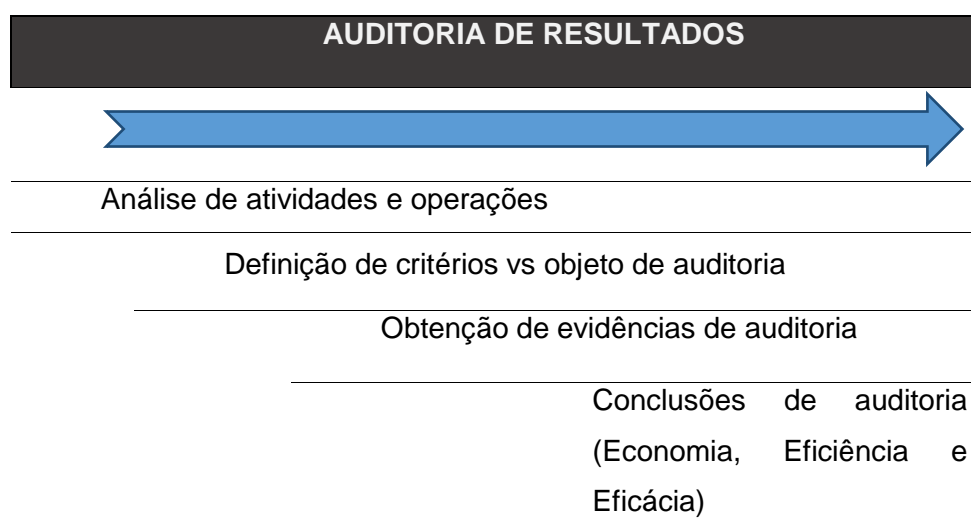 AUDITORIA DE RESULTADOS
Análise de atividades e operações
Definição de critérios vs objeto de auditoria
Obtenção de evidências de auditoria
Conclusões de auditoria
(Economia, Eficiência e
Eficácia)